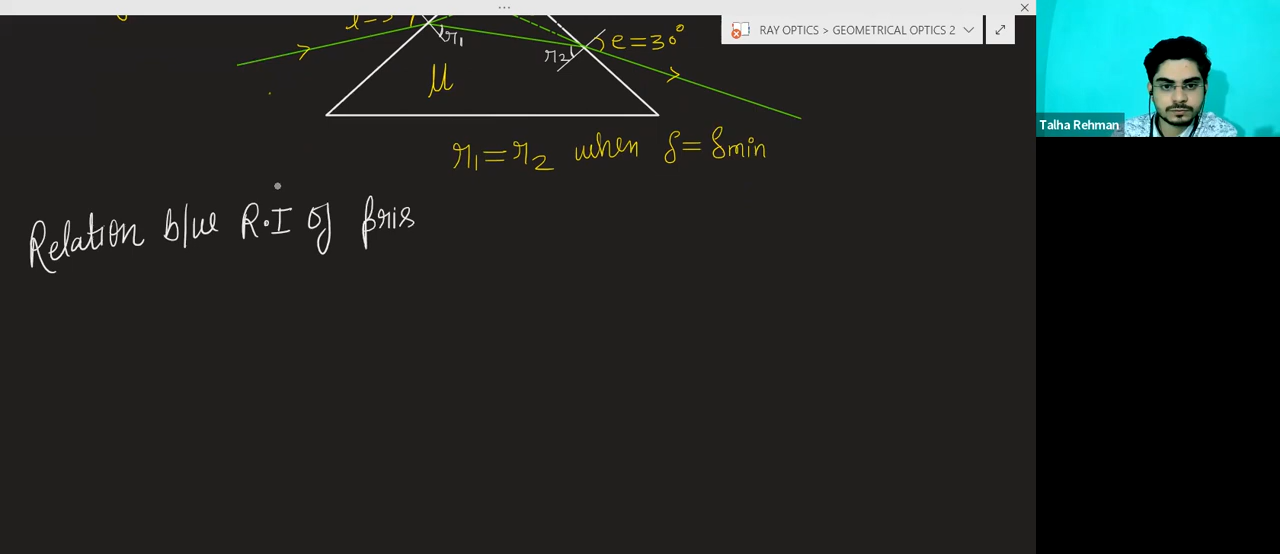 RAY OPTICS > GEOMETRICAL OPTICS 2
r₁
r₂
e = 30°
μ
Talha Rehman
r₁ = r₂ when δ = δmin
Relation b/w R.I of pris